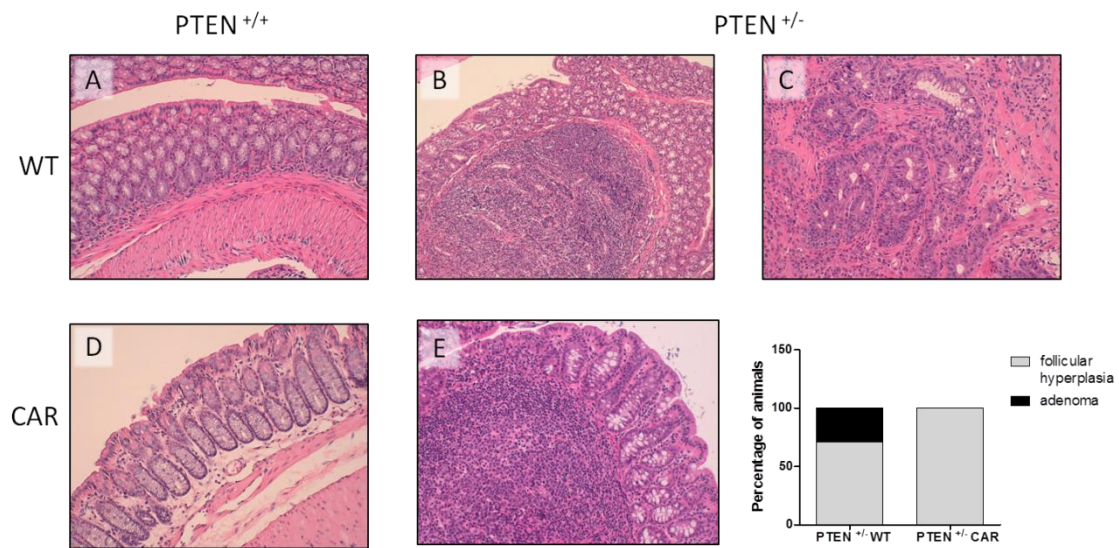 PTEN +/+
PTEN +/-
WT
A
B
C
CAR
D
E
150
100
50
0
Percentage of animals
PTEN +/- WT
PTEN +/- CAR
follicular
hyperplasia
adenoma